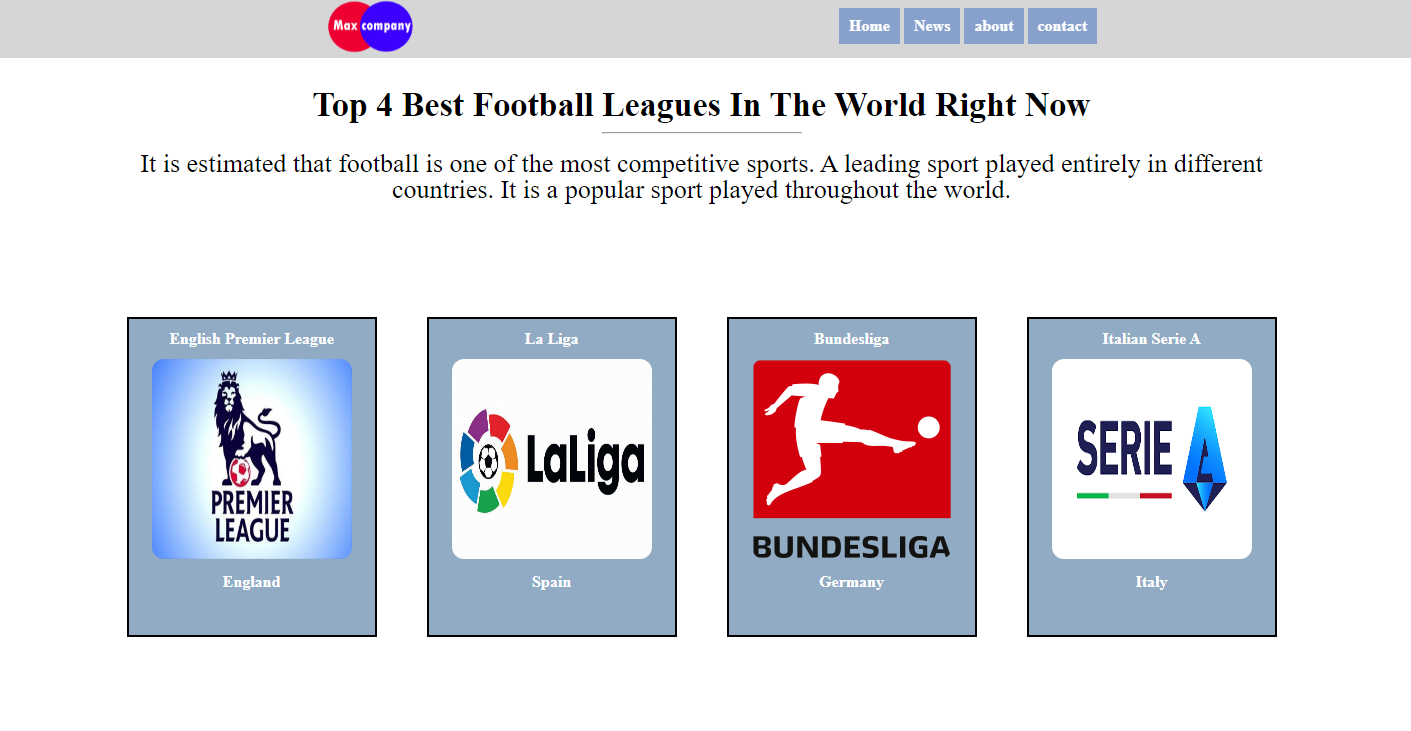 Max company
Home News about contact
Top 4 Best Football Leagues In The World Right Now
It is estimated that football is one of the most competitive sports. A leading sport played entirely in different
countries. It is a popular sport played throughout the world.
English Premier League
PREMIER
LEAGUE
England
La Liga
LaLiga
Spain
Bundesliga
BUNDESLIGA
Germany
Italian Serie A
SERIE A
Italy